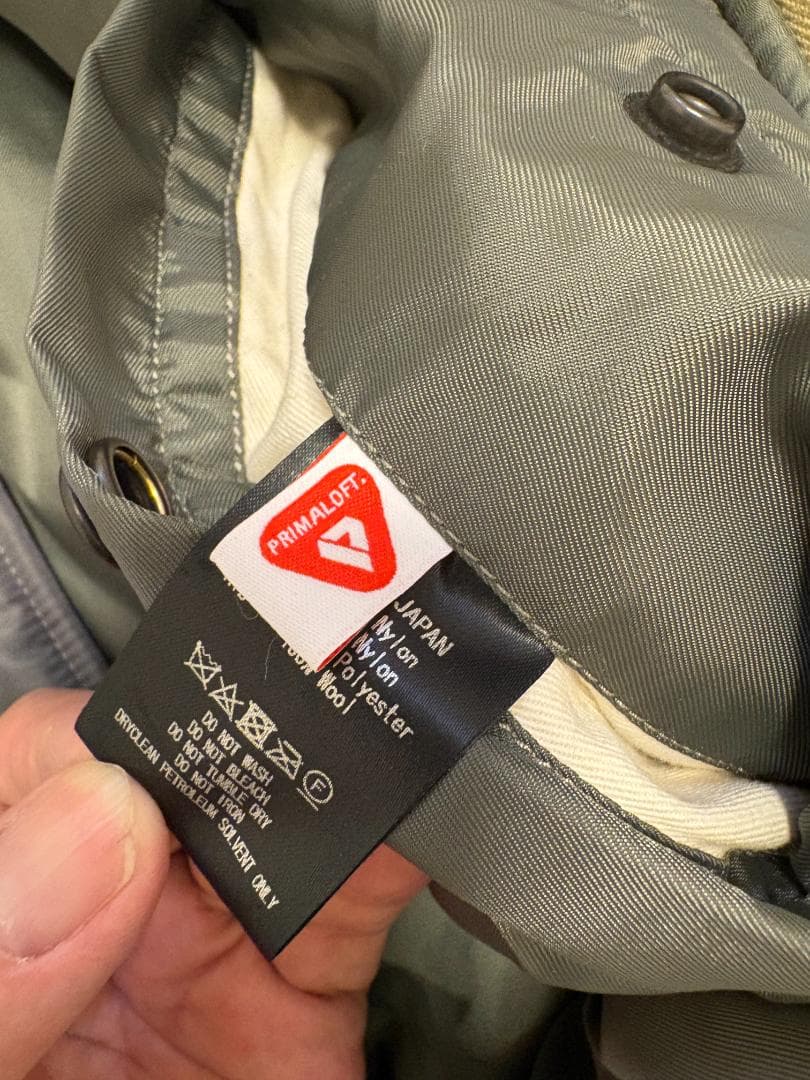 PRIMALOFT.
JAPAN
Nylon
Nylon
Polyester
Wool
F
DO NOT WASH
DO NOT BLEACH
DO NOT TUMBLE DRY
DO NOT IRON
DRYCLEAN PETROLEUM SOLVENT ONLY